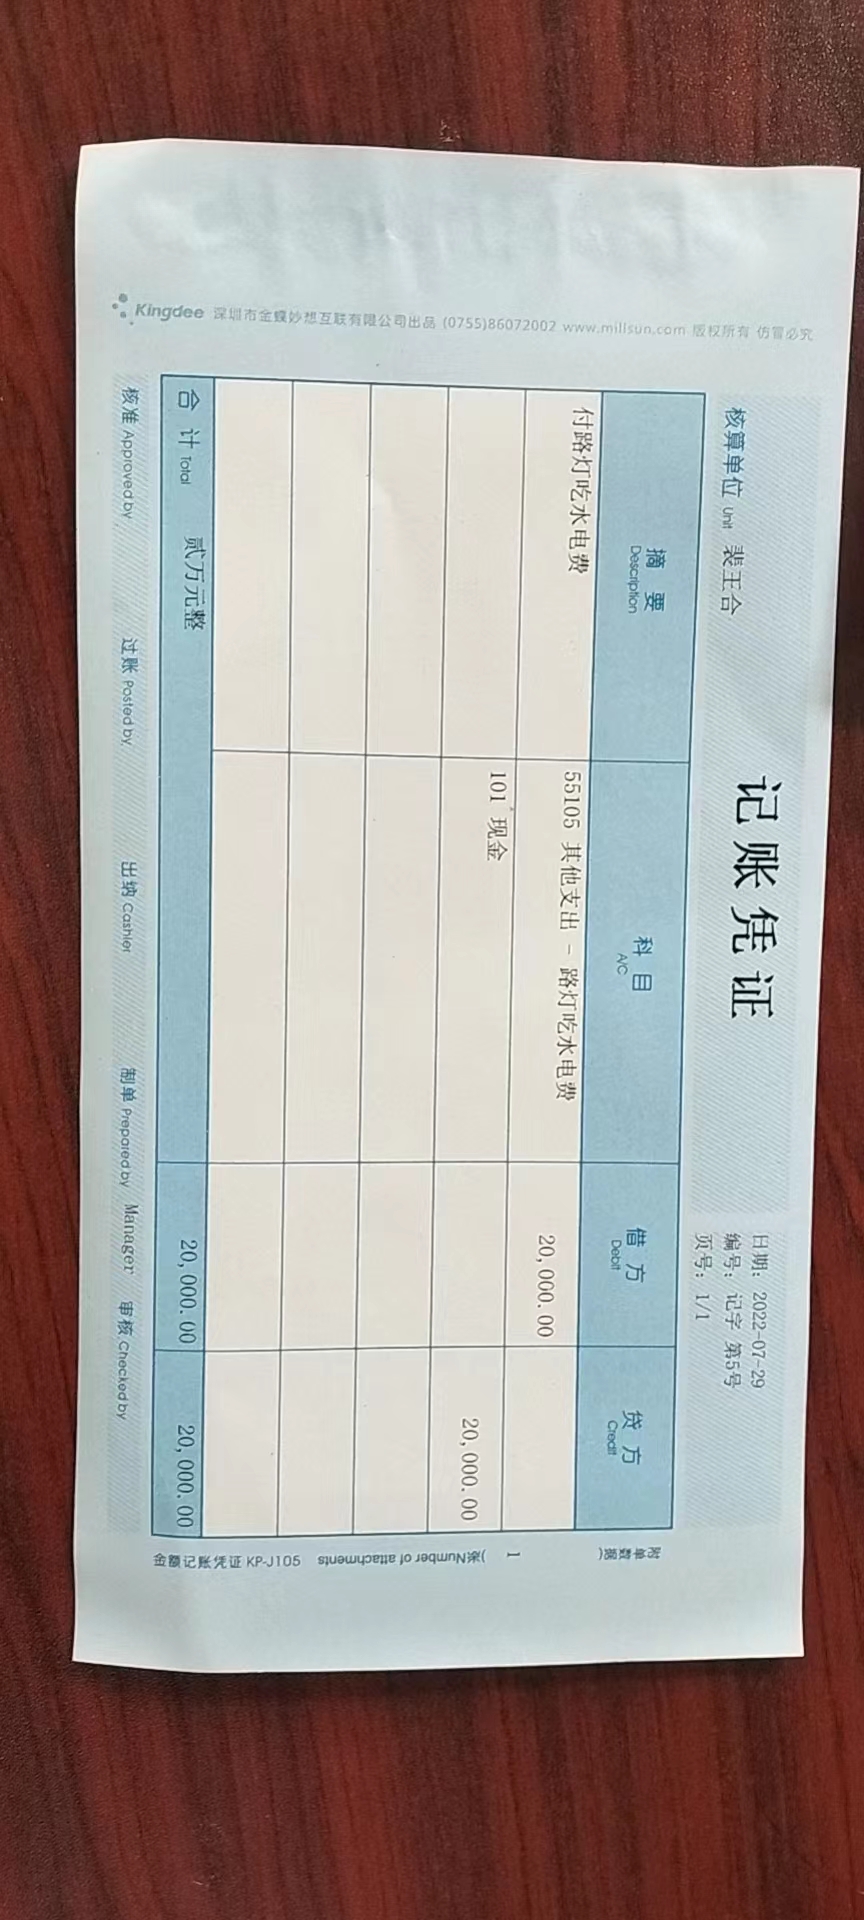 记账凭证
核算单位 Unit 裴王合
日期: 2022-07-29
编号: 记字 第5号
页号: 1/1
摘 要 Description 科 目 A/C 借 方 Debit 贷 方 Credit
付路灯吃水电费 55105 其他支出 - 路灯吃水电费 20,000.00
101 现金 20,000.00
合 计 Total 贰万元整 20,000.00 20,000.00
核准 Approved by 过账 Posted by 出纳 Cashier 制单 Prepared by Manager 审核 Checked by
附单数据( 1 )张 Number of attachments
金额记账凭证 KP-J105
Kingdee 深圳市金蝶妙想互联有限公司出品 (0755)86072002 www.millsun.com 版权所有 仿冒必究